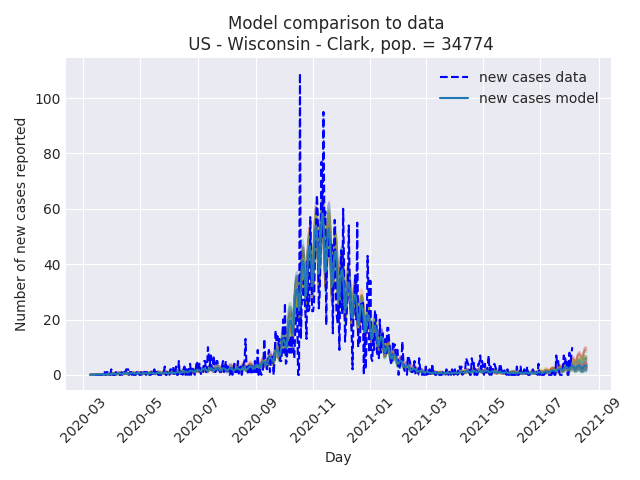 Model comparison to data
US - Wisconsin - Clark, pop. = 34774
new cases data
new cases model
Number of new cases reported
100
80
60
40
20
0
2020-03
2020-05
2020-07
2020-09
2020-11
2021-01
2021-03
2021-05
2021-07
2021-09
Day